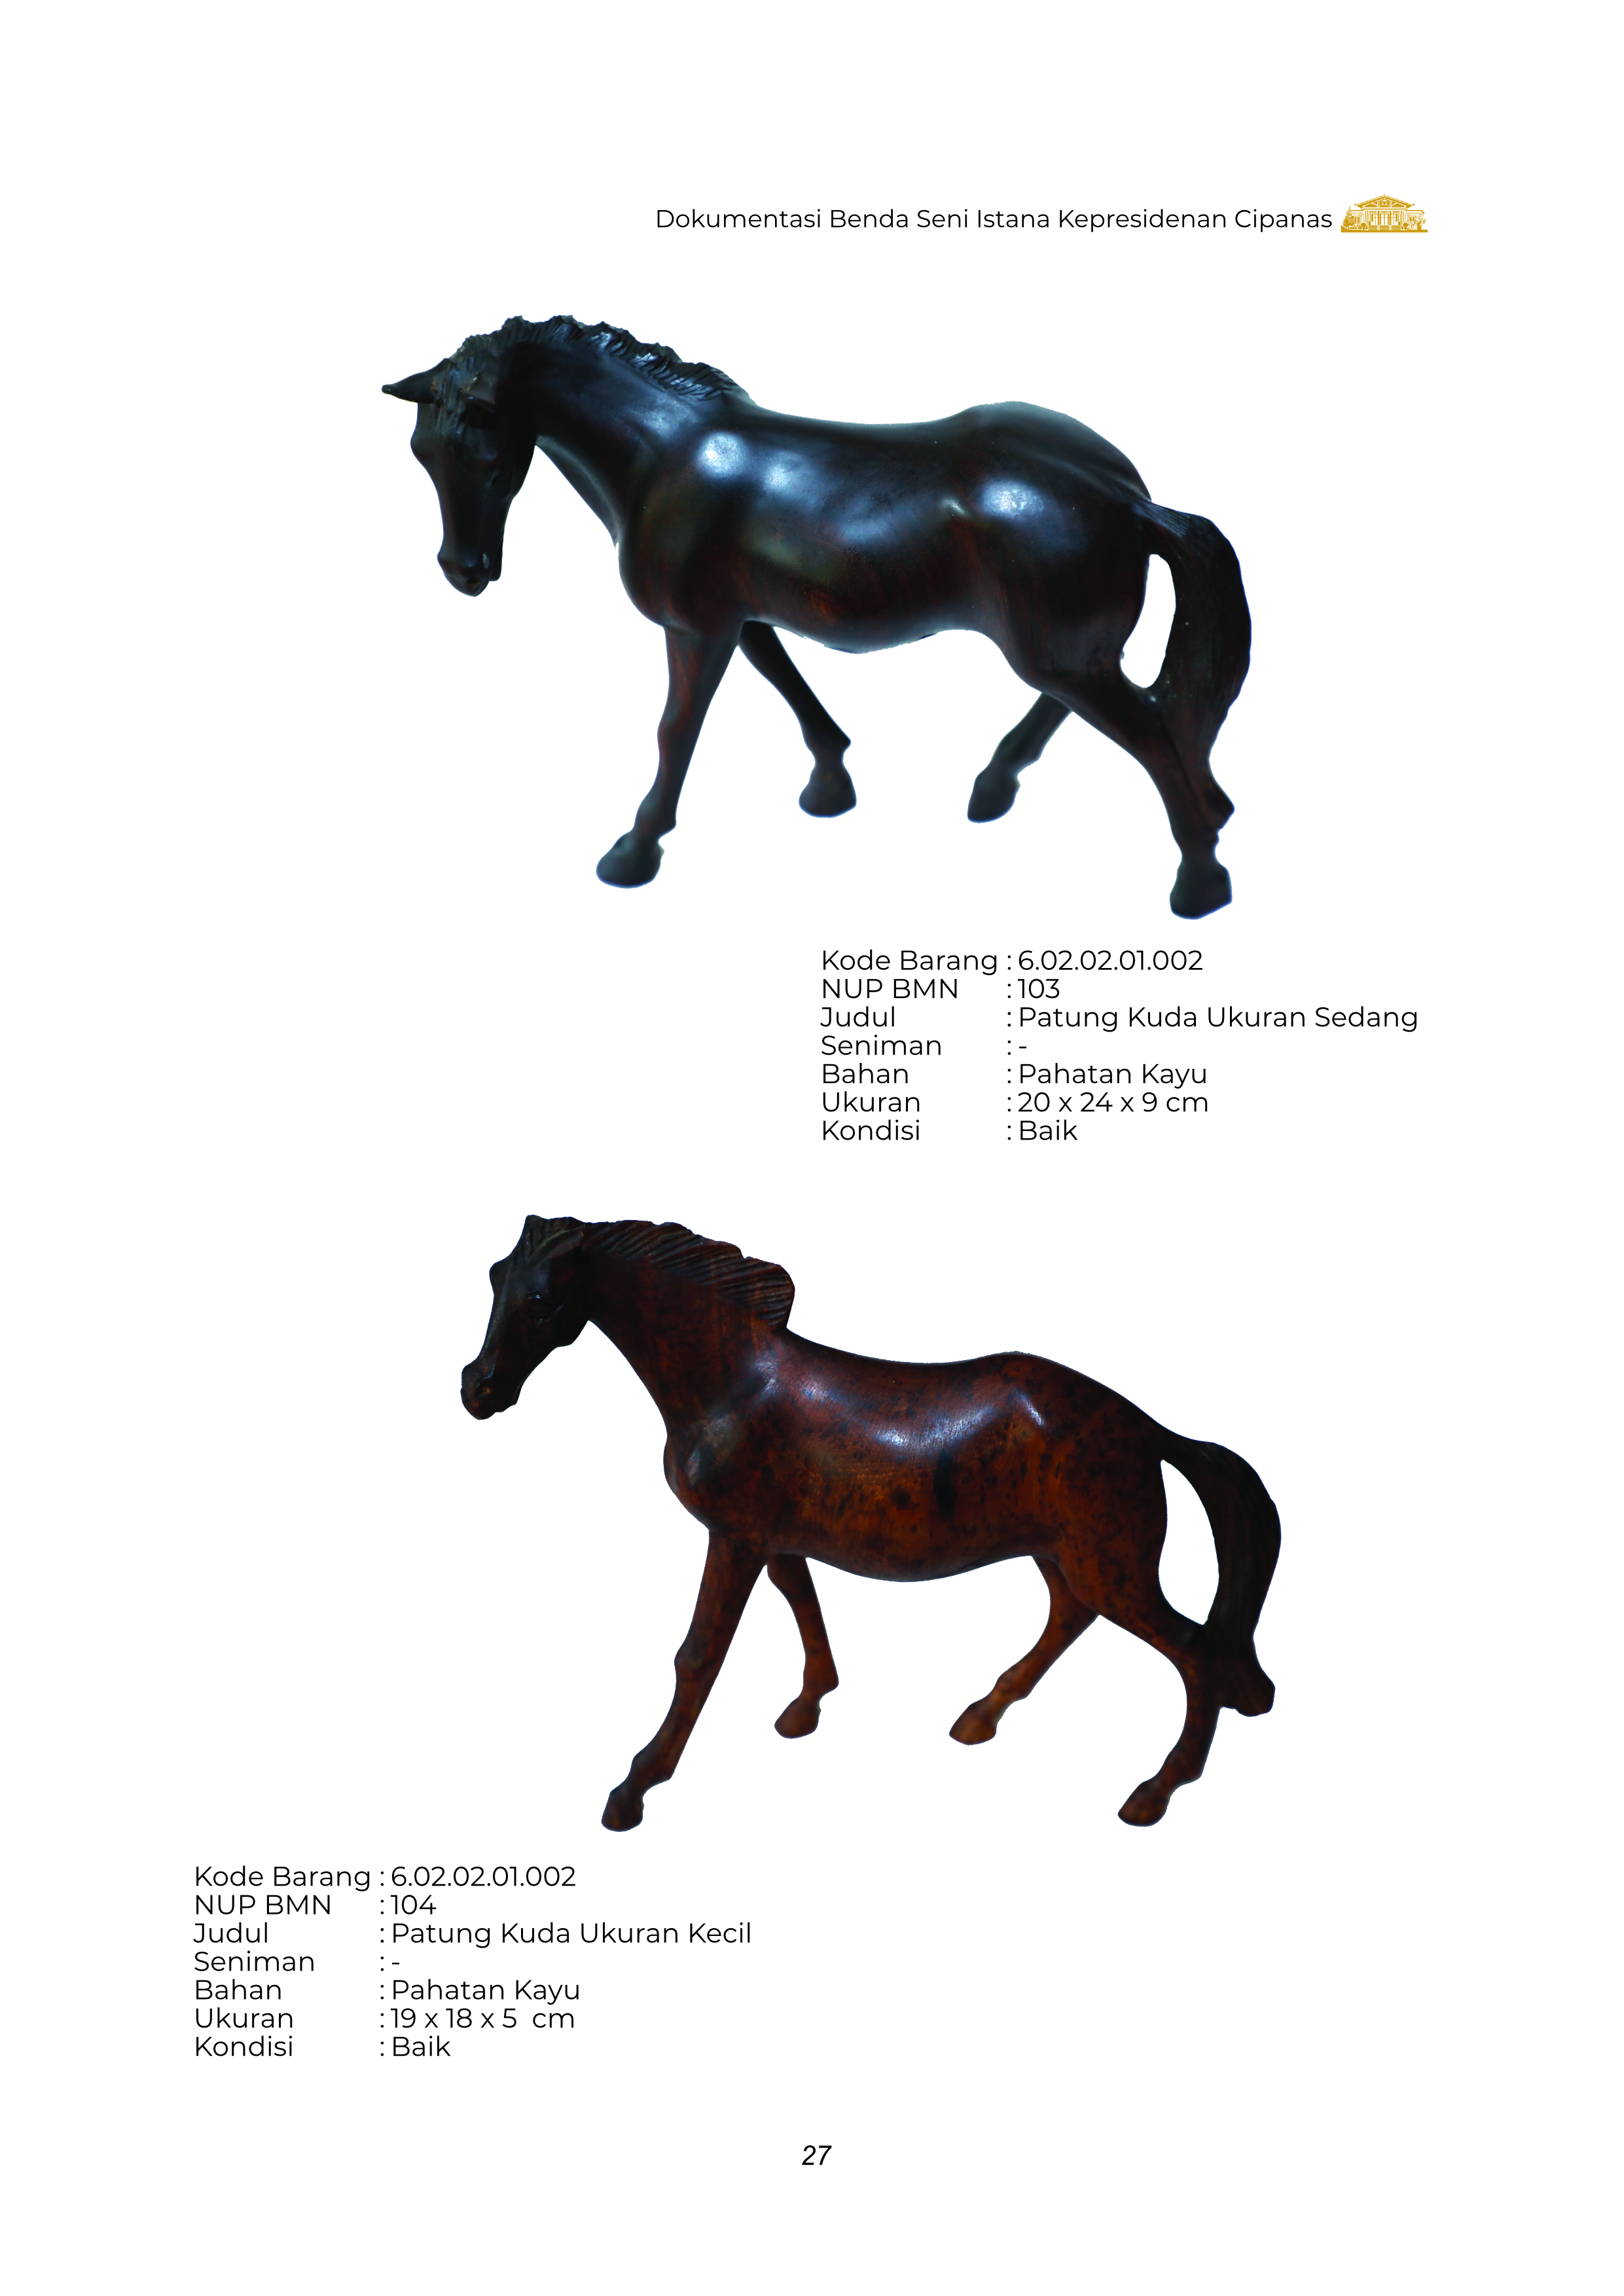 Dokumentasi Benda Seni Istana Kepresidenan Cipanas
Kode Barang : 6.02.02.01.002
NUP BMN : 103
Judul : Patung Kuda Ukuran Sedang
Seniman : -
Bahan : Pahatan Kayu
Ukuran : 20 x 24 x 9 cm
Kondisi : Baik
Kode Barang : 6.02.02.01.002
NUP BMN : 104
Judul : Patung Kuda Ukuran Kecil
Seniman : -
Bahan : Pahatan Kayu
Ukuran : 19 x 18 x 5  cm
Kondisi : Baik
27